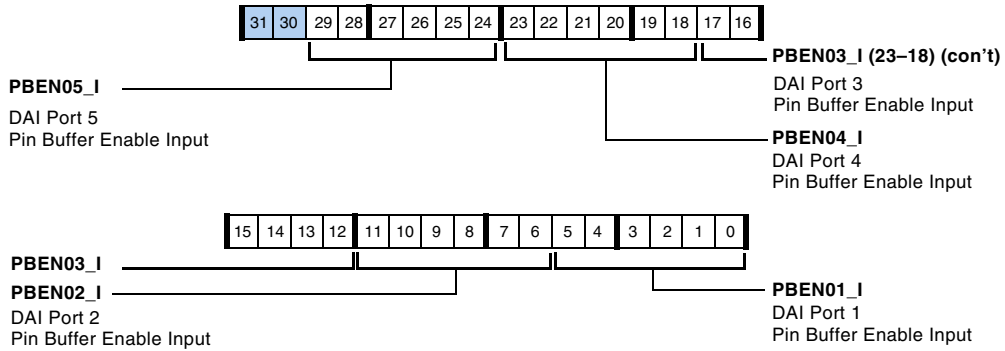 31 30 29 28 27 26 25 24 23 22 21 20 19 18 17 16
PBEN03_I (23–18) (con't)
DAI Port 3
Pin Buffer Enable Input
PBEN05_I
DAI Port 5
Pin Buffer Enable Input
PBEN04_I
DAI Port 4
Pin Buffer Enable Input
15 14 13 12 11 10 9 8 7 6 5 4 3 2 1 0
PBEN03_I
PBEN02_I
DAI Port 2
Pin Buffer Enable Input
PBEN01_I
DAI Port 1
Pin Buffer Enable Input